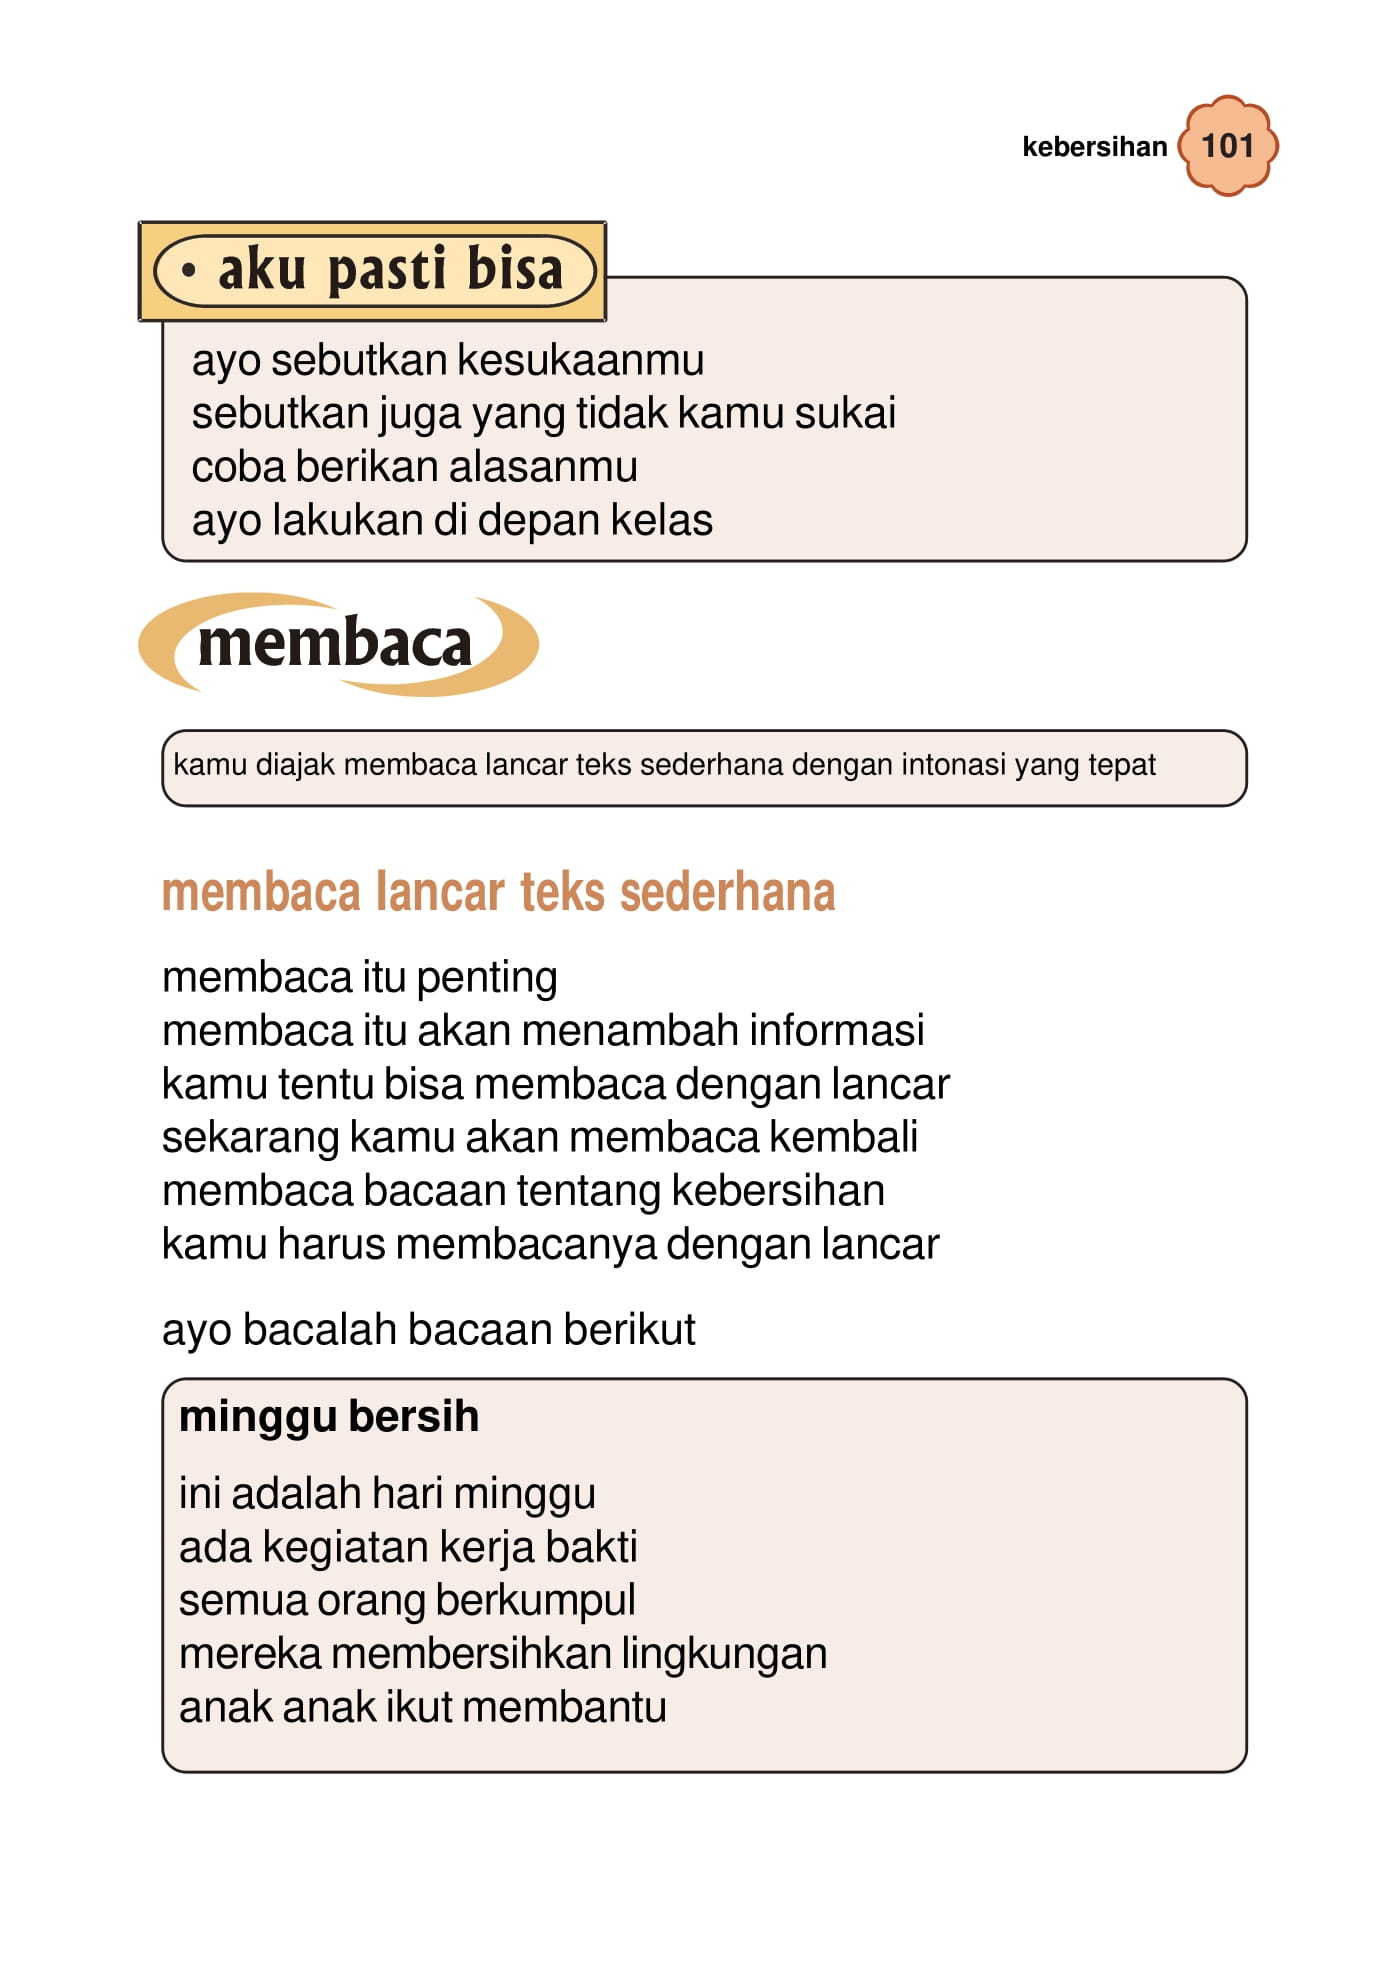 kebersihan 101
• aku pasti bisa
ayo sebutkan kesukaanmu
sebutkan juga yang tidak kamu sukai
coba berikan alasanmu
ayo lakukan di depan kelas
membaca
kamu diajak membaca lancar teks sederhana dengan intonasi yang tepat
membaca lancar teks sederhana
membaca itu penting
membaca itu akan menambah informasi
kamu tentu bisa membaca dengan lancar
sekarang kamu akan membaca kembali
membaca bacaan tentang kebersihan
kamu harus membacanya dengan lancar
ayo bacalah bacaan berikut
minggu bersih
ini adalah hari minggu
ada kegiatan kerja bakti
semua orang berkumpul
mereka membersihkan lingkungan
anak anak ikut membantu